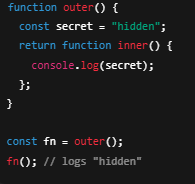 function outer() {
  const secret = "hidden";
  return function inner() {
    console.log(secret);
  };
}

const fn = outer();
fn(); // logs "hidden"